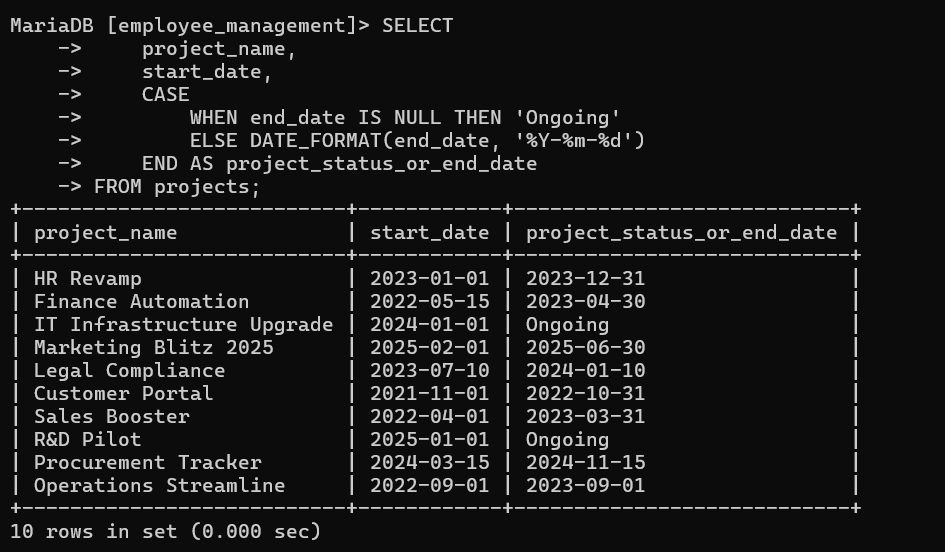 MariaDB [employee_management]> SELECT
    ->     project_name,
    ->     start_date,
    ->     CASE
    ->         WHEN end_date IS NULL THEN 'Ongoing'
    ->         ELSE DATE_FORMAT(end_date, '%Y-%m-%d')
    ->     END AS project_status_or_end_date
    -> FROM projects;
+---------------------------+------------+----------------------------+
| project_name              | start_date | project_status_or_end_date |
+---------------------------+------------+----------------------------+
| HR Revamp                 | 2023-01-01 | 2023-12-31                 |
| Finance Automation        | 2022-05-15 | 2023-04-30                 |
| IT Infrastructure Upgrade | 2024-01-01 | Ongoing                    |
| Marketing Blitz 2025      | 2025-02-01 | 2025-06-30                 |
| Legal Compliance          | 2023-07-10 | 2024-01-10                 |
| Customer Portal           | 2021-11-01 | 2022-10-31                 |
| Sales Booster             | 2022-04-01 | 2023-03-31                 |
| R&D Pilot                 | 2025-01-01 | Ongoing                    |
| Procurement Tracker       | 2024-03-15 | 2024-11-15                 |
| Operations Streamline     | 2022-09-01 | 2023-09-01                 |
+---------------------------+------------+----------------------------+
10 rows in set (0.000 sec)